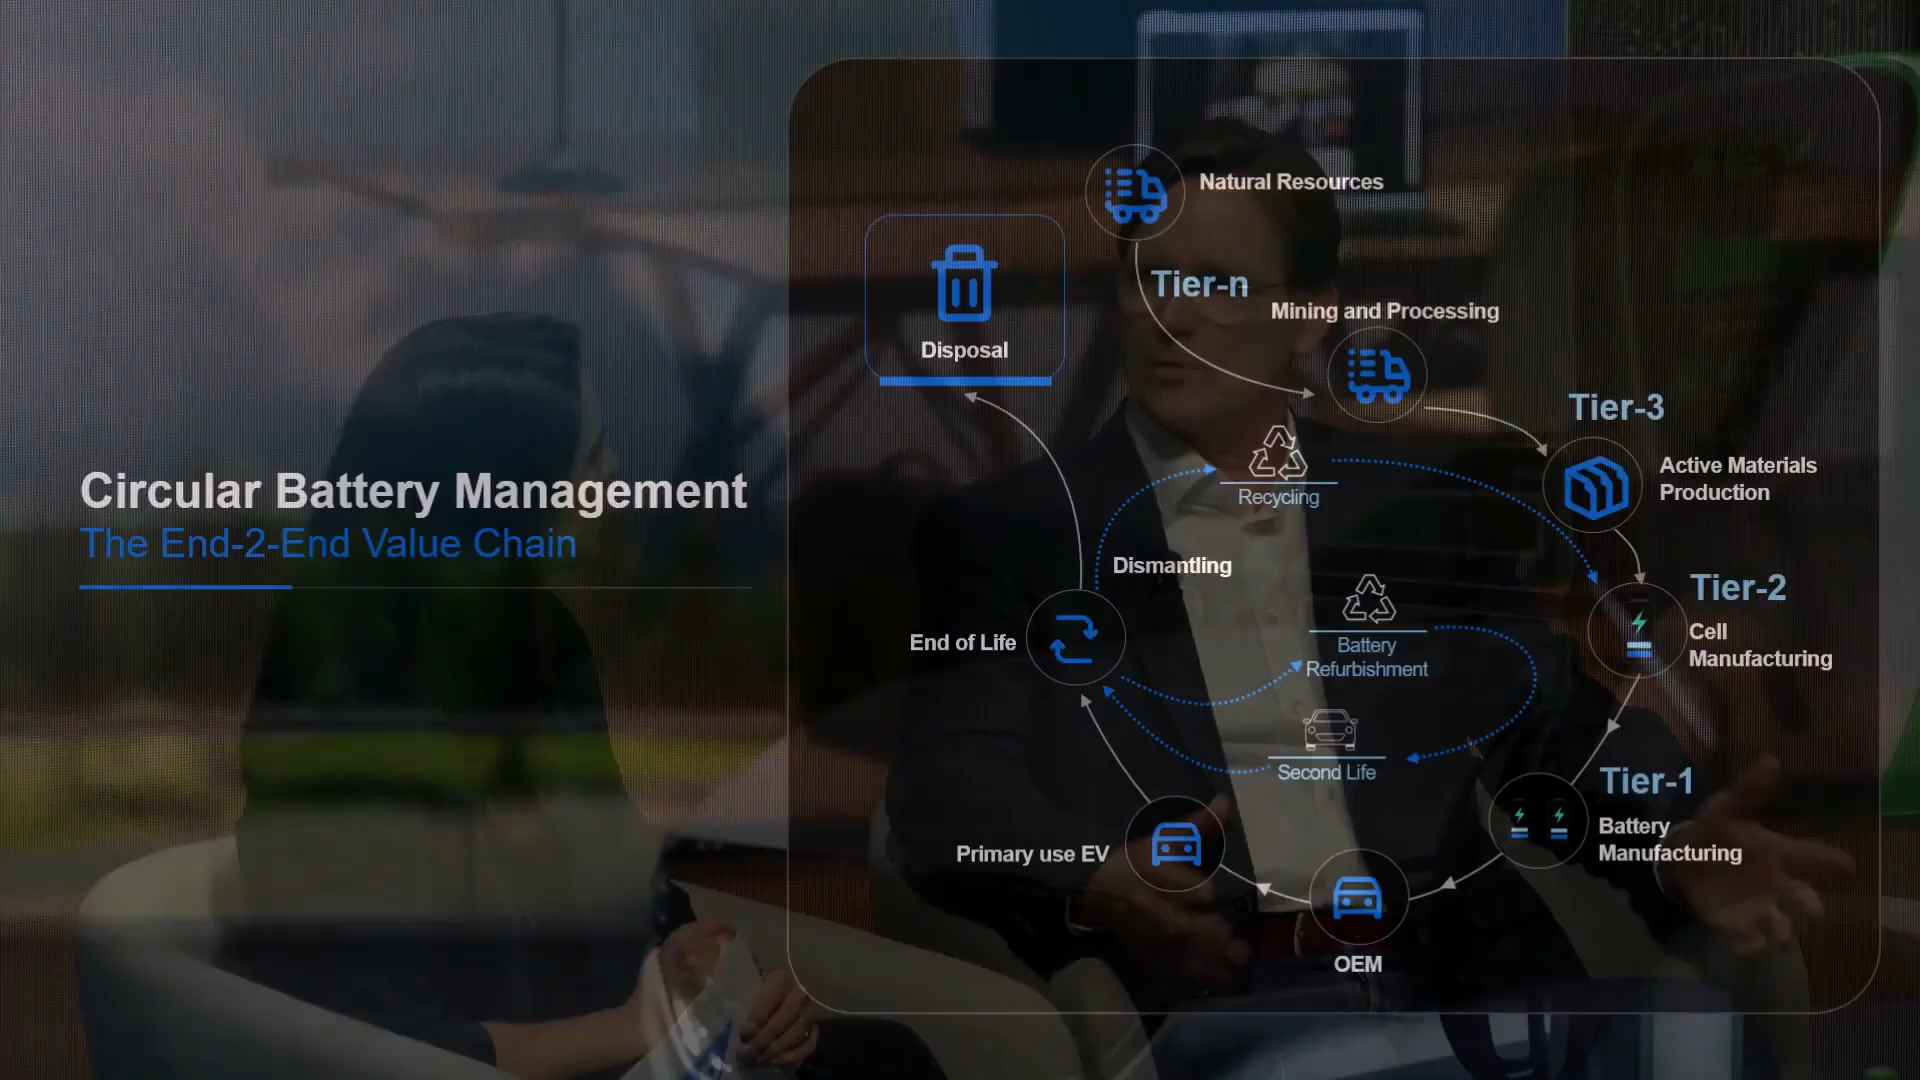 Circular Battery Management
The End-2-End Value Chain
Natural Resources
Tier-n
Mining and Processing
Disposal
Tier-3
Active Materials
Production
Recycling
Dismantling
Tier-2
Cell
Manufacturing
End of Life
Battery
Refurbishment
Second Life
Tier-1
Battery
Manufacturing
Primary use EV
OEM